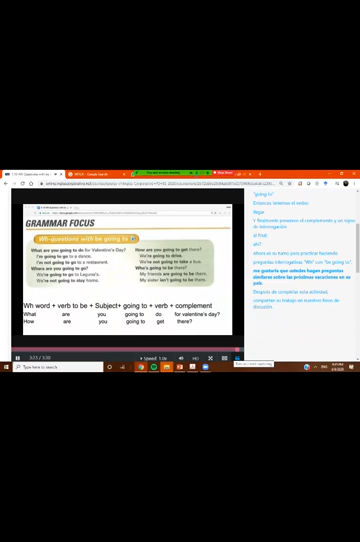 GRAMMAR FOCUS
Wh-questions with be going to
What are you going to do for Valentine's Day?
I'm going to go to a dance.
I'm not going to go to a restaurant.
Where are you going to go?
We're going to go to Laguna's.
We're not going to stay home.
How are you going to get there?
We're going to drive.
We're not going to take a bus.
Who's going to be there?
My friends are going to be there.
My sister isn't going to be there.
Wh word + verb to be + Subject+ going to + verb + complement
What are you going to do for valentine's day?
How are you going to get there?
3:23 / 3:30
Speed 1.0x
HD
"going to"
Entonces tenemos el verbo
llegar
Y finalmente ponemos el complemento y un signo de interrogación
al final.
ah?
ahora es su turno para practicar haciendo
preguntas interrogativas "Wh" con "be going to".
me gustaría que ustedes hagan preguntas
similares sobre las próximas vacaciones en su
país.
Después de completar esta actividad,
compartan su trabajo en nuestro Foros de
discusión.
Type here to search